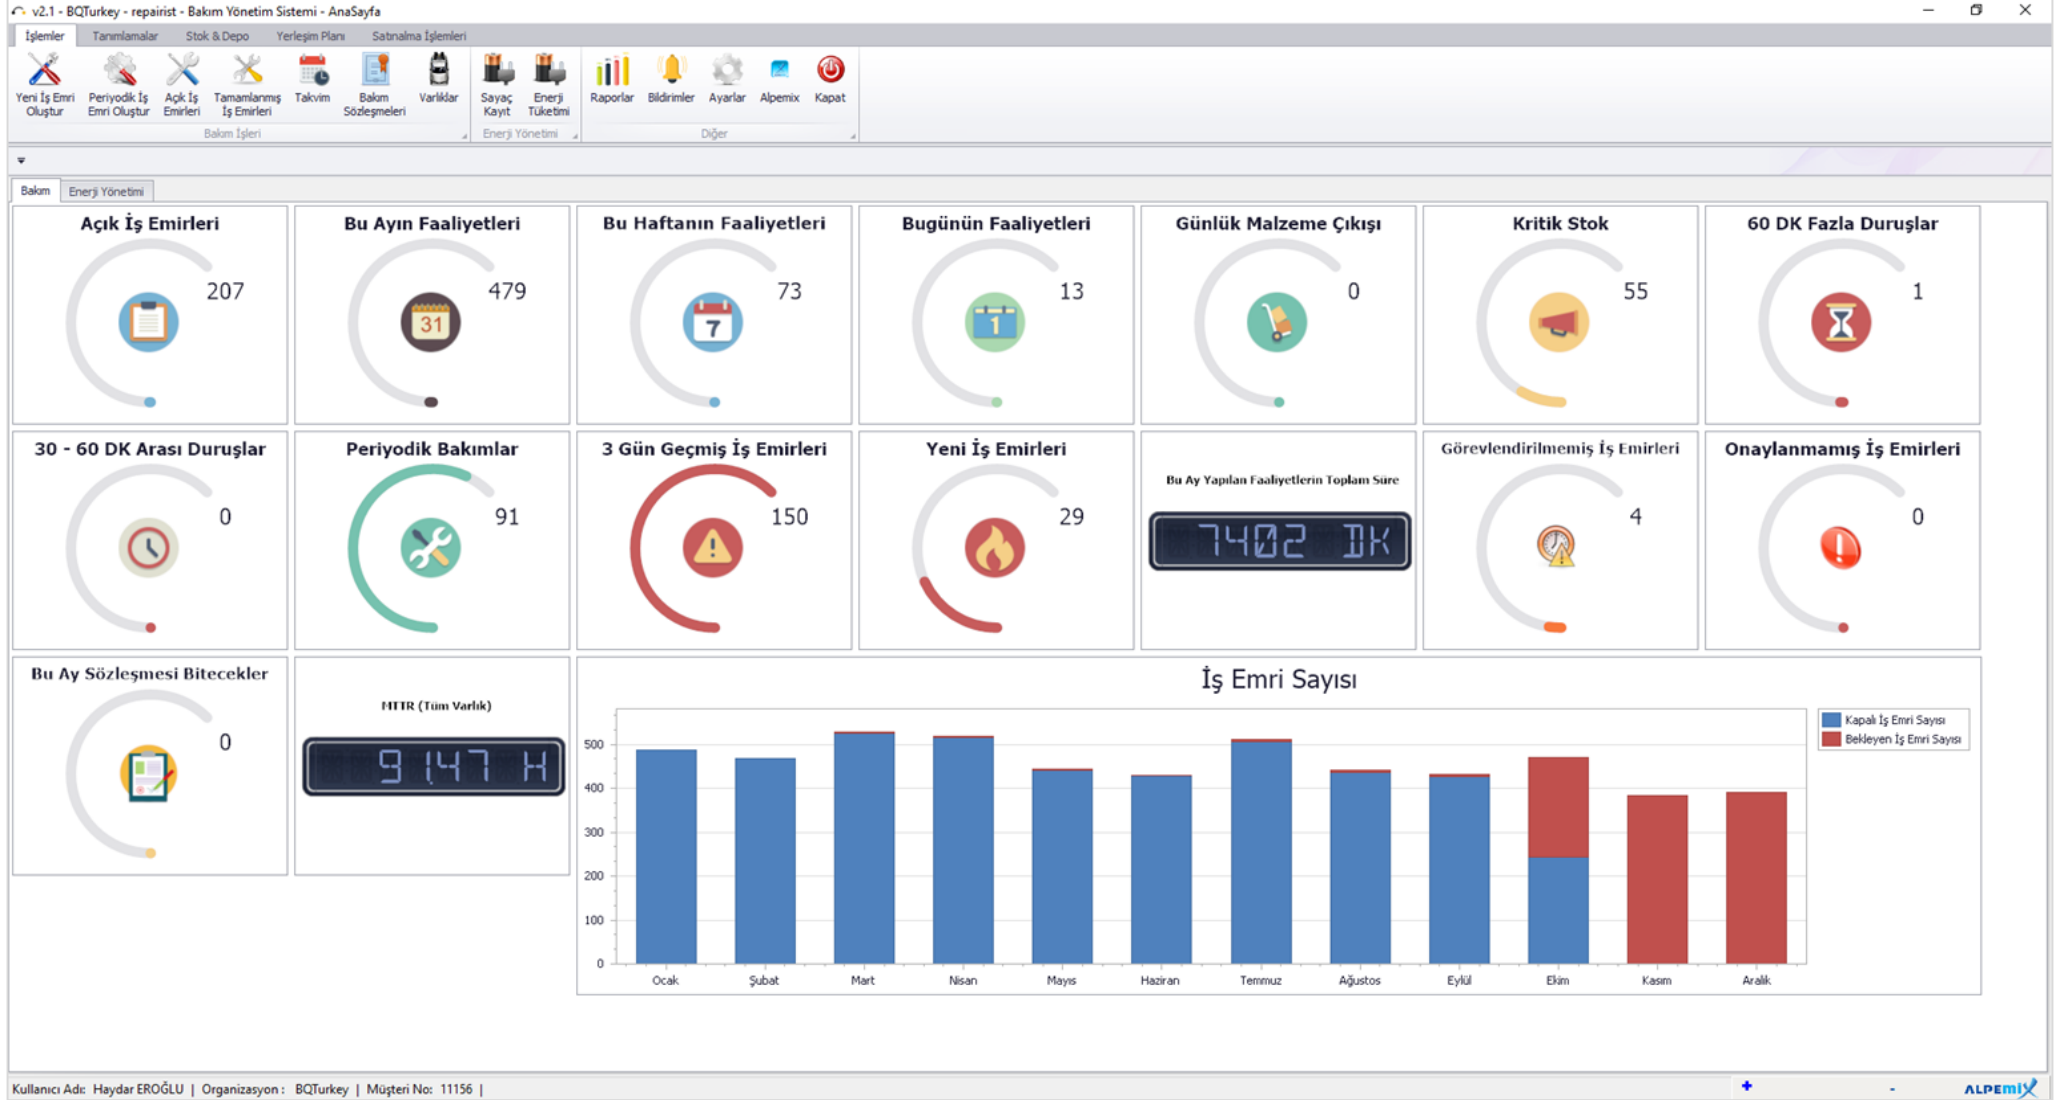 v2.1 - BQTurkey - repairist - Bakım Yönetim Sistemi - AnaSayfa
İşlemler Tanımlamalar Stok & Depo Yerleşim Planı Satınalma İşlemleri
Yeni İş Emri Oluştur
Periyodik İş Emri Oluştur
Açık İş Emirleri
Tamamlanmış İş Emirleri
Takvim
Bakım Sözleşmeleri
Varlıklar
Sayaç Kayıt
Enerji Tüketimi
Raporlar
Bildirimler
Ayarlar
Alpemix
Kapat
Bakım İşleri
Enerji Yönetimi
Diğer
Bakım Enerji Yönetimi
Açık İş Emirleri
207
Bu Ayın Faaliyetleri
479
31
Bu Haftanın Faaliyetleri
73
7
Bugünün Faaliyetleri
13
1
Günlük Malzeme Çıkışı
0
Kritik Stok
55
60 DK Fazla Duruşlar
1
30 - 60 DK Arası Duruşlar
0
Periyodik Bakımlar
91
3 Gün Geçmiş İş Emirleri
150
Yeni İş Emirleri
29
Bu Ay Yapılan Faaliyetlerin Toplam Süre
7402 DK
Görevlendirilmemiş İş Emirleri
4
Onaylanmamış İş Emirleri
0
Bu Ay Sözleşmesi Bitecekler
0
MTTR (Tüm Varlık)
91,47 H
İş Emri Sayısı
Kapalı İş Emri Sayısı
Bekleyen İş Emri Sayısı
500
400
300
200
100
0
Ocak Şubat Mart Nisan Mayıs Haziran Temmuz Ağustos Eylül Ekim Kasım Aralık
Kullanıcı Adı: Haydar EROĞLU | Organizasyon : BQTurkey | Müşteri No: 11156 |
+ - ALPEMIX